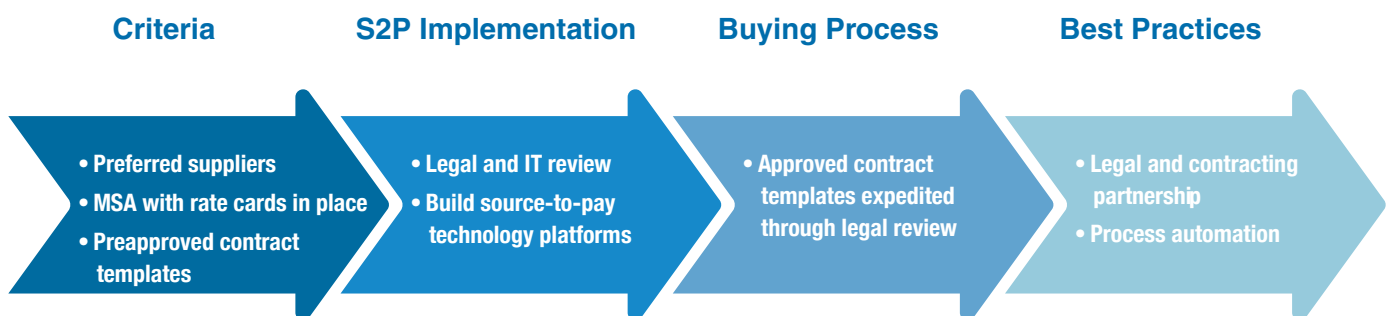 Criteria
S2P Implementation
Buying Process
Best Practices
• Preferred suppliers
• MSA with rate cards in place
• Preapproved contract
templates
• Legal and IT review
• Build source-to-pay
technology platforms
• Approved contract
templates expedited
through legal review
• Legal and contracting
partnership
• Process automation